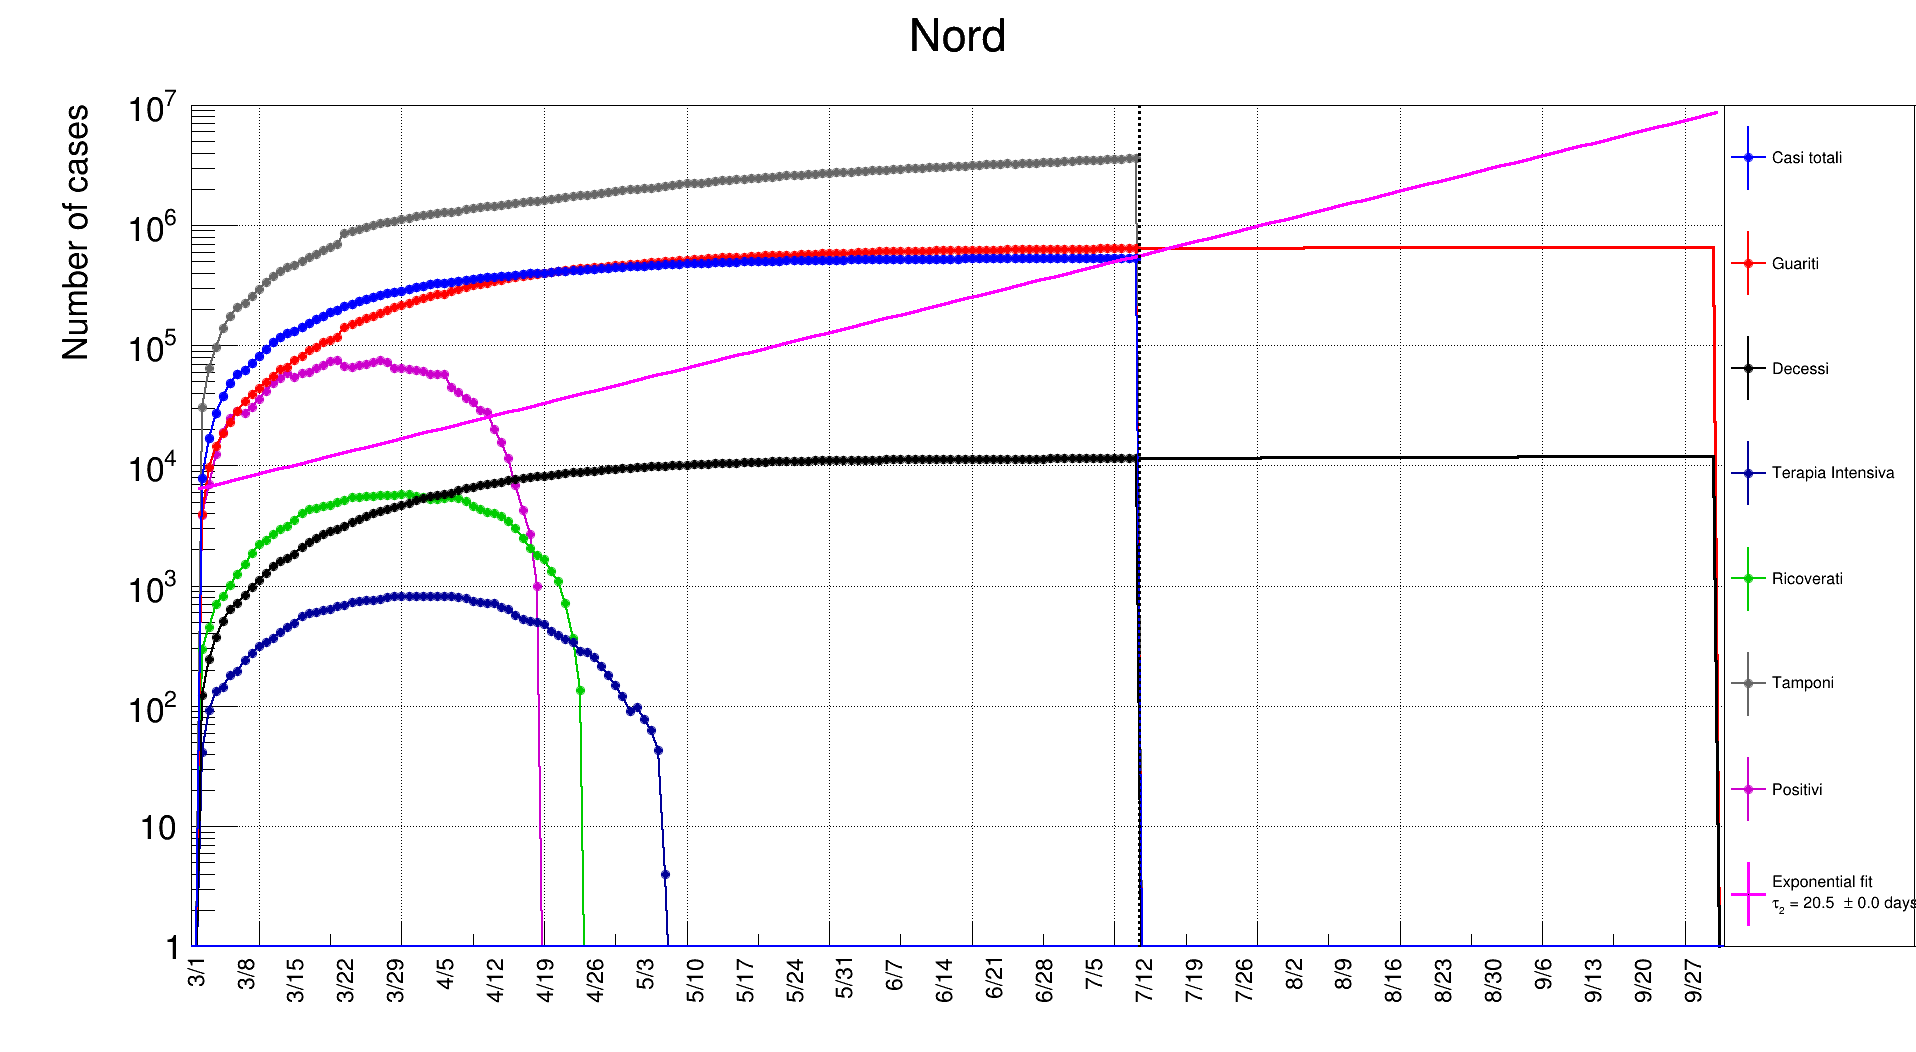 Nord
Number of cases
10^7
10^6
10^5
10^4
10^3
10^2
10
1
3/1 3/8 3/15 3/22 3/29 4/5 4/12 4/19 4/26 5/3 5/10 5/17 5/24 5/31 6/7 6/14 6/21 6/28 7/5 7/12 7/19 7/26 8/2 8/9 8/16 8/23 8/30 9/6 9/13 9/20 9/27
Casi totali
Guariti
Decessi
Terapia Intensiva
Ricoverati
Tamponi
Positivi
Exponential fit
τ₂ = 20.5 ± 0.0 days